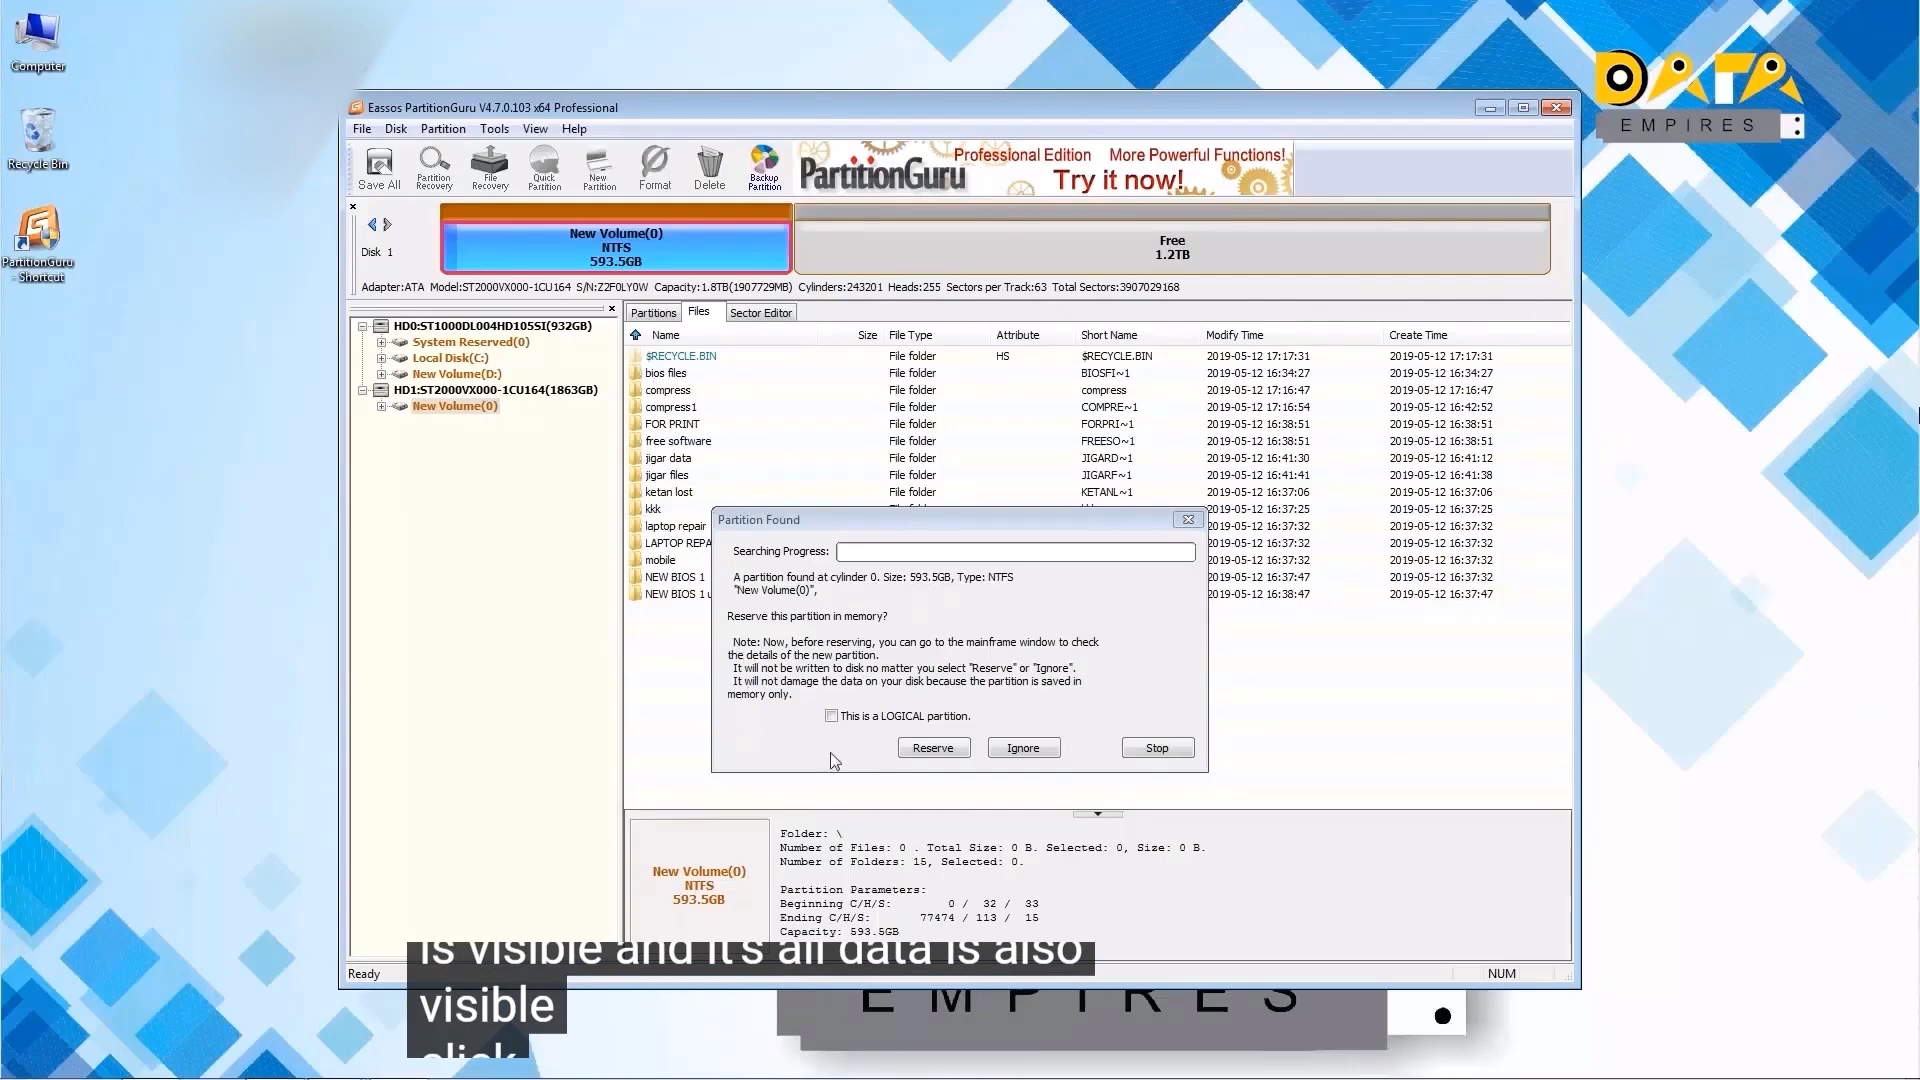 Computer
Recycle Bin
PartitionGuru
- Shortcut
DATA
EMPIRES
Eassos PartitionGuru V4.7.0.103 x64 Professional
File Disk Partition Tools View Help
Save All
Partition Recovery
File Recovery
Quick Partition
New Partition
Format
Delete
Backup Partition
PartitionGuru
Professional Edition More Powerful Functions!
Try it now!
Disk 1
New Volume(0)
NTFS
593.5GB
Free
1.2TB
Adapter:ATA Model:ST2000VX000-1CU164 S/N:Z2F0LY0W Capacity:1.8TB(1907729MB) Cylinders:243201 Heads:255 Sectors per Track:63 Total Sectors:3907029168
HD0:ST1000DL004HD105SI(932GB)
System Reserved(0)
Local Disk(C:)
New Volume(D:)
HD1:ST2000VX000-1CU164(1863GB)
New Volume(0)
Partitions Files Sector Editor
Name Size File Type Attribute Short Name Modify Time Create Time
$RECYCLE.BIN File folder HS $RECYCLE.BIN 2019-05-12 17:17:31 2019-05-12 17:17:31
bios files File folder BIOSFI~1 2019-05-12 16:34:27 2019-05-12 16:34:27
compress File folder compress 2019-05-12 17:16:47 2019-05-12 17:16:47
compress1 File folder COMPRE~1 2019-05-12 17:16:54 2019-05-12 16:42:52
FOR PRINT File folder FORPRI~1 2019-05-12 16:38:51 2019-05-12 16:38:51
free software File folder FREESO~1 2019-05-12 16:38:51 2019-05-12 16:38:51
jigar data File folder JIGARD~1 2019-05-12 16:41:30 2019-05-12 16:41:12
jigar files File folder JIGARF~1 2019-05-12 16:41:41 2019-05-12 16:41:38
ketan lost File folder KETANL~1 2019-05-12 16:37:06 2019-05-12 16:37:06
kkk 2019-05-12 16:37:25 2019-05-12 16:37:25
laptop repair 2019-05-12 16:37:32 2019-05-12 16:37:32
LAPTOP REPA 2019-05-12 16:37:32 2019-05-12 16:37:32
mobile 2019-05-12 16:37:32 2019-05-12 16:37:32
NEW BIOS 1 2019-05-12 16:37:47 2019-05-12 16:37:47
NEW BIOS 1 u 2019-05-12 16:38:47 2019-05-12 16:37:47
Partition Found
Searching Progress:
A partition found at cylinder 0. Size: 593.5GB, Type: NTFS
"New Volume(0)",
Reserve this partition in memory?
Note: Now, before reserving, you can go to the mainframe window to check
the details of the new partition.
It will not be written to disk no matter you select "Reserve" or "Ignore".
It will not damage the data on your disk because the partition is saved in
memory only.
This is a LOGICAL partition.
Reserve Ignore Stop
New Volume(0)
NTFS
593.5GB
Folder: \
Number of Files: 0 . Total Size: 0 B. Selected: 0, Size: 0 B.
Number of Folders: 15, Selected: 0.
Partition Parameters:
Beginning C/H/S: 0 / 32 / 33
Ending C/H/S: 77474 / 113 / 15
Capacity: 593.5GB
Ready NUM
is visible and it's all data is also
visible
click
EMPIRES